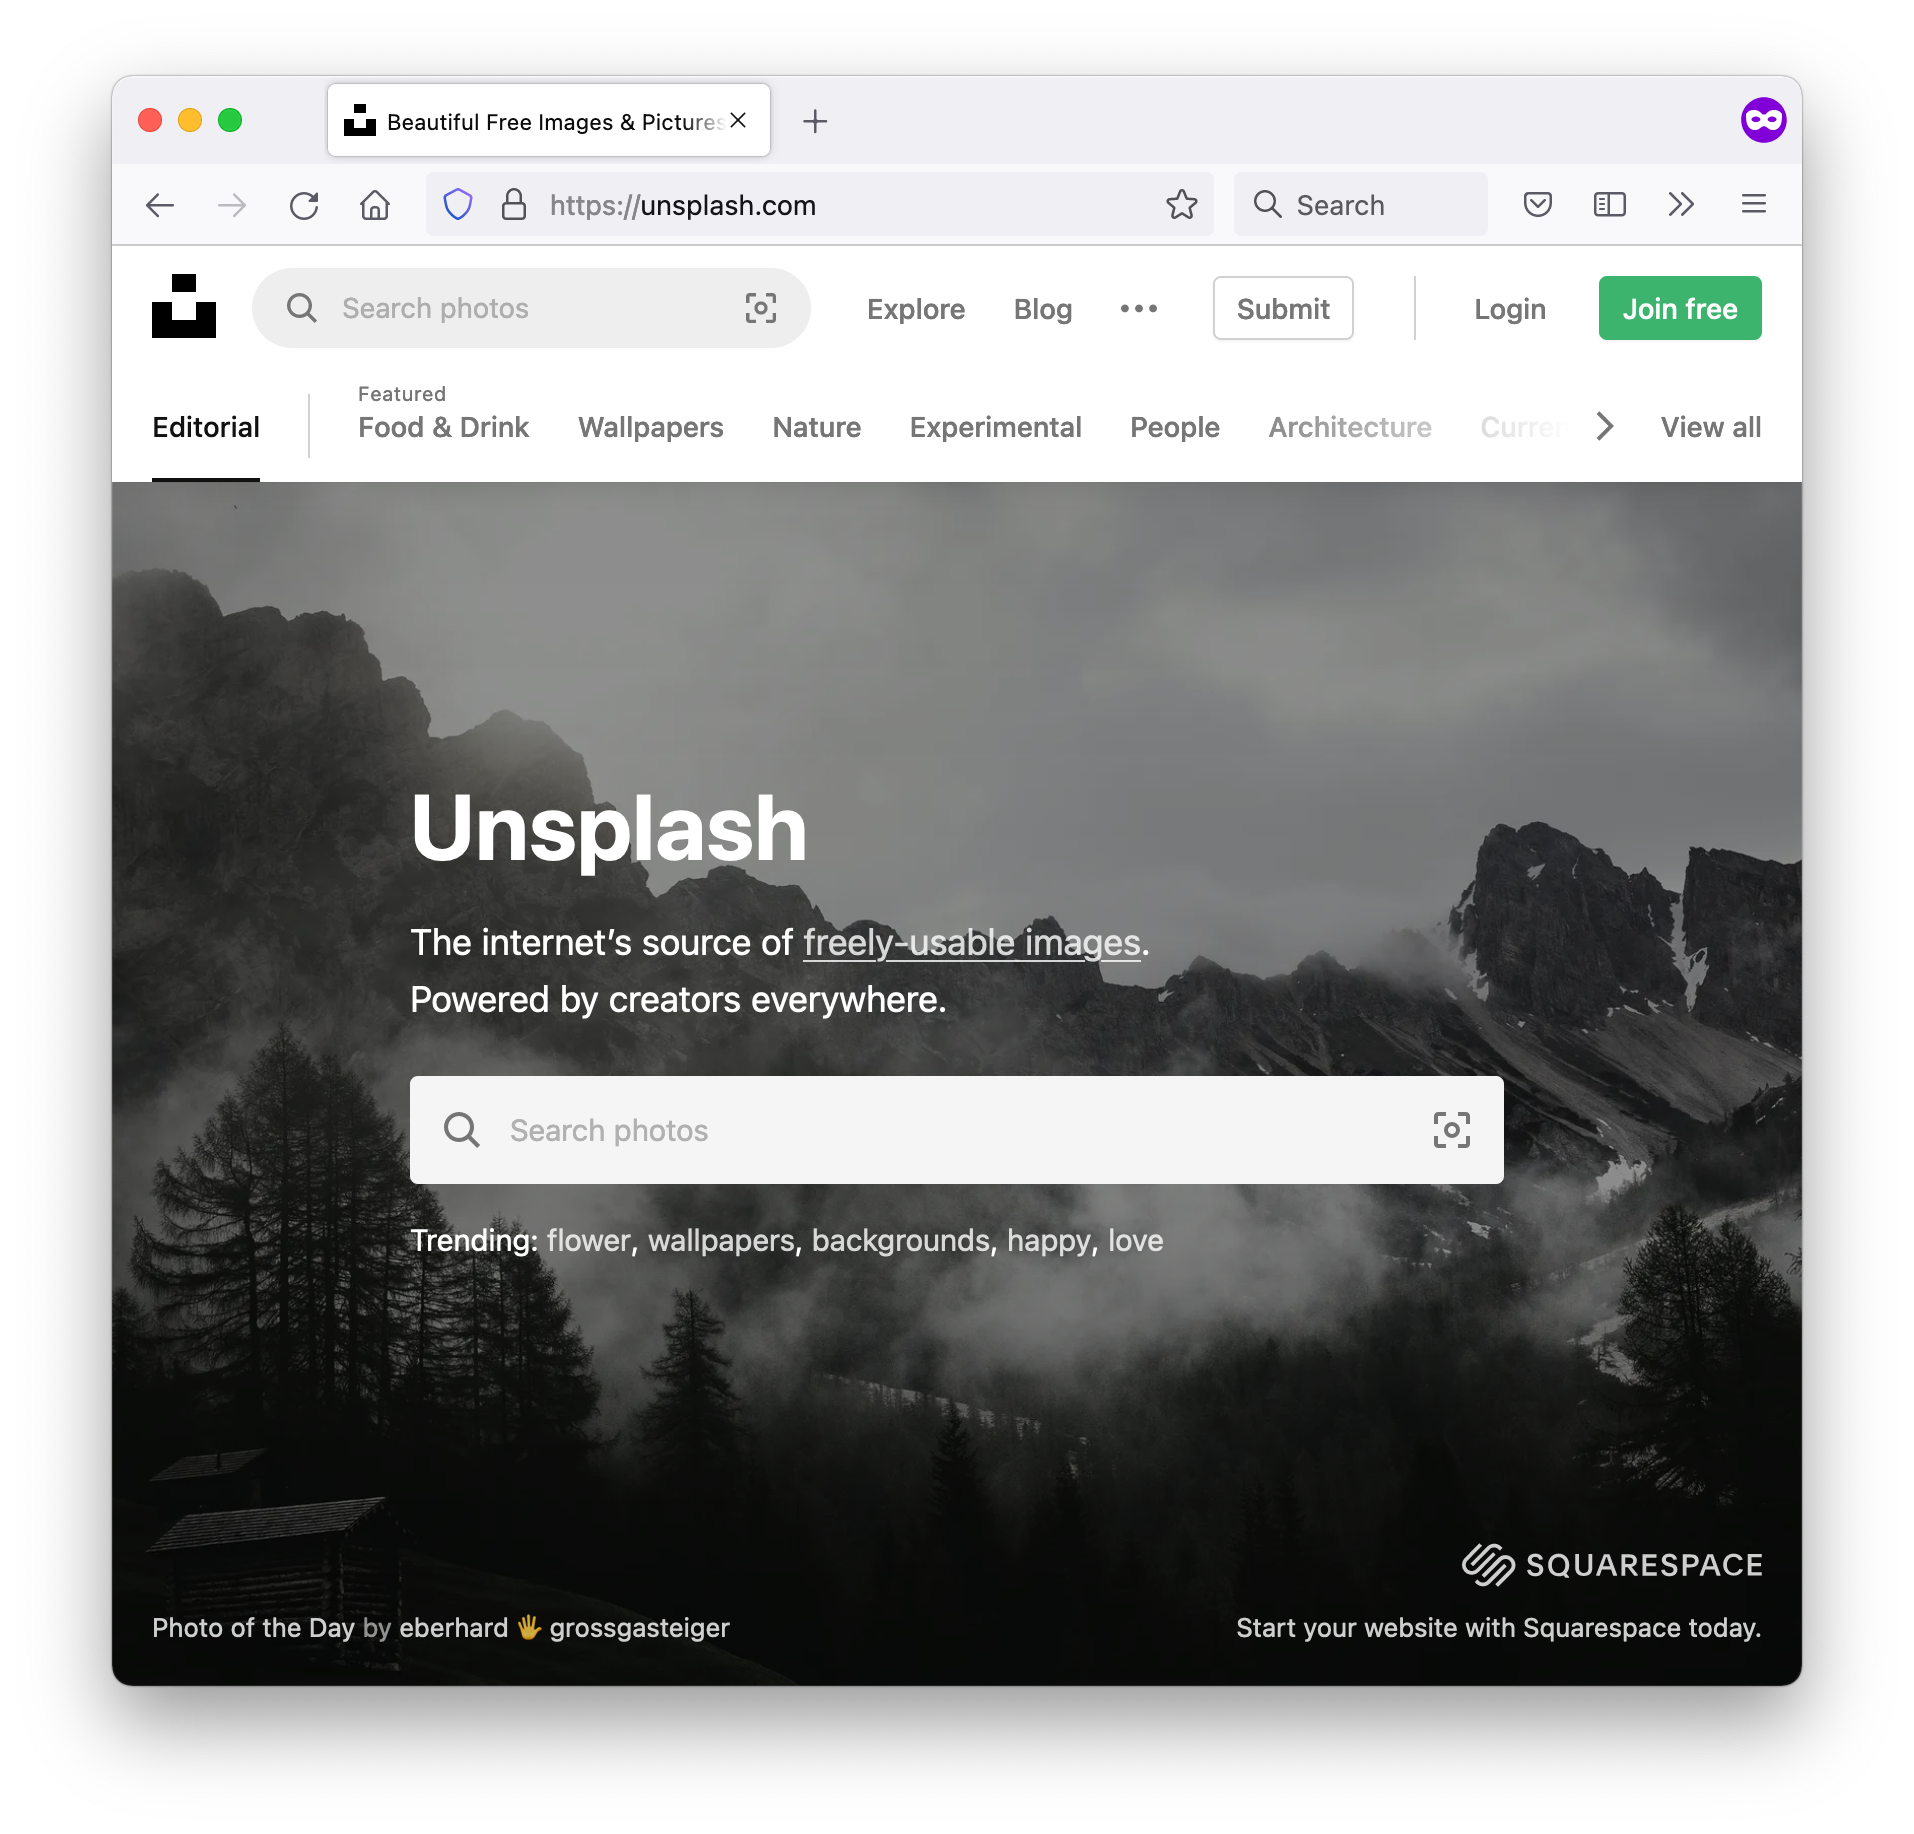 Beautiful Free Images & Pictures
https://unsplash.com
Search
Search photos
Explore
Blog
Submit
Login
Join free
Editorial
Featured
Food & Drink
Wallpapers
Nature
Experimental
People
Architecture
Curren
View all
Unsplash
The internet’s source of freely-usable images.
Powered by creators everywhere.
Search photos
Trending: flower, wallpapers, backgrounds, happy, love
SQUARESPACE
Photo of the Day by eberhard 🖐 grossgasteiger
Start your website with Squarespace today.